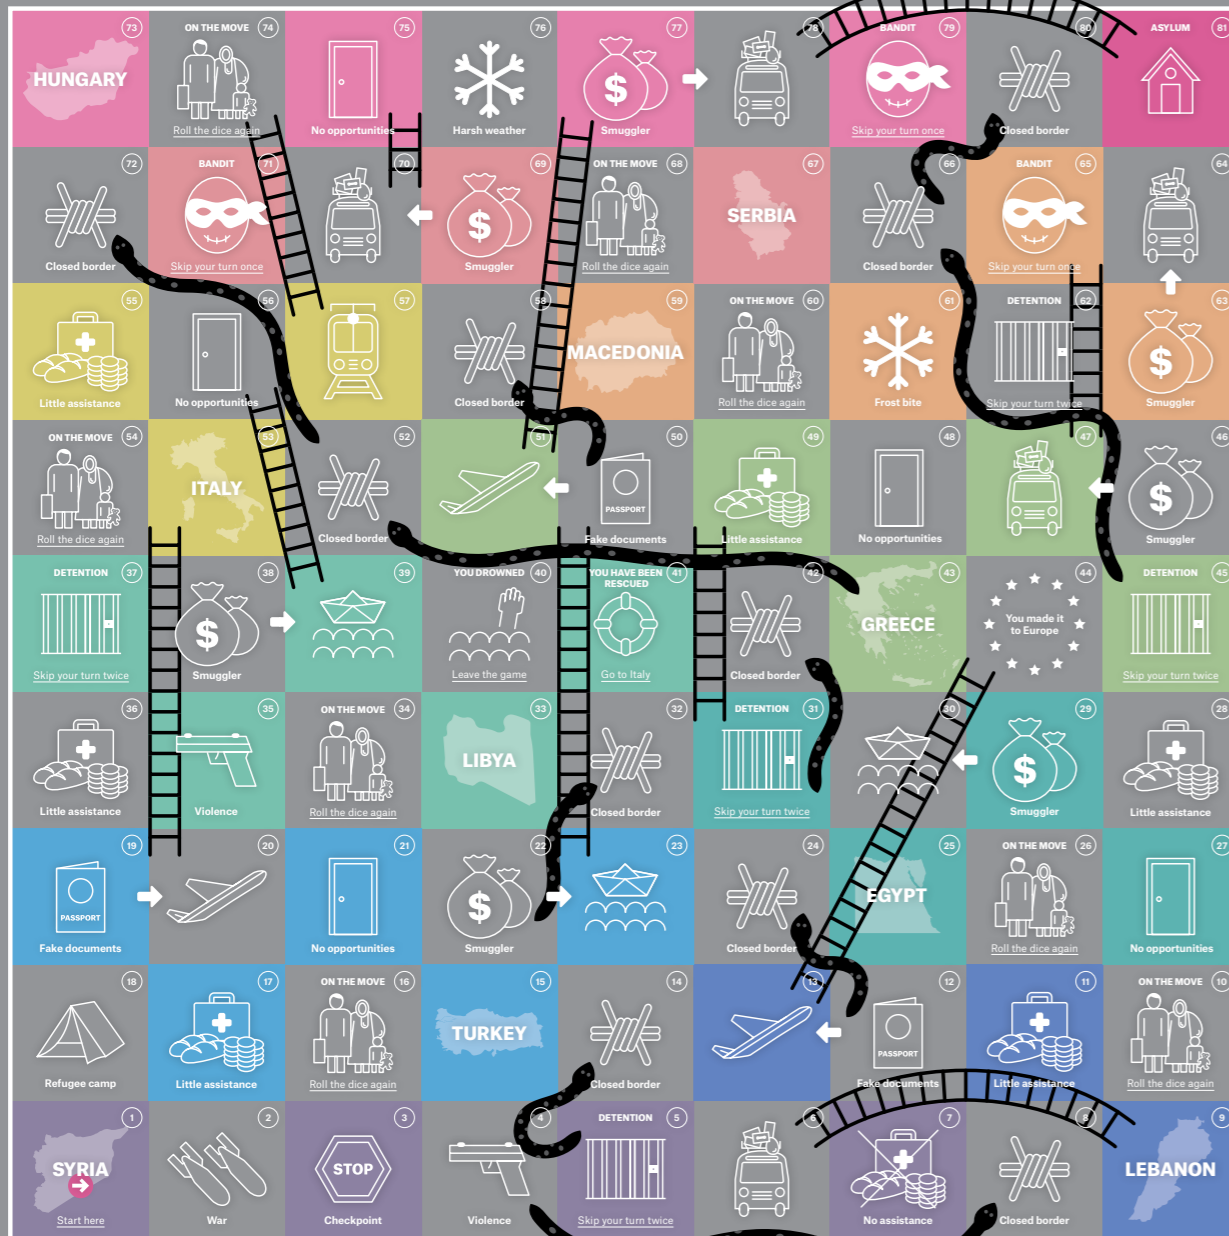 73
HUNGARY
ON THE MOVE 74
Roll the dice again
75
No opportunities
76
Harsh weather
77
$
Smuggler
78
BANDIT 79
Skip your turn once
80
Closed border
ASYLUM 81
72
Closed border
BANDIT 71
Skip your turn once
70
69
$
Smuggler
ON THE MOVE 68
Roll the dice again
67
SERBIA
66
Closed border
BANDIT 65
Skip your turn once
64
55
Little assistance
56
No opportunities
57
58
Closed border
59
MACEDONIA
ON THE MOVE 60
Roll the dice again
61
Frost bite
DETENTION 62
Skip your turn twice
63
$
Smuggler
ON THE MOVE 54
Roll the dice again
53
ITALY
52
Closed border
51
50
PASSPORT
Fake documents
49
Little assistance
48
No opportunities
47
46
$
Smuggler
DETENTION 37
Skip your turn twice
38
$
Smuggler
39
YOU DROWNED 40
Leave the game
YOU HAVE BEEN 41
RESCUED
Go to Italy
42
Closed border
43
GREECE
44
You made it
to Europe
DETENTION 45
Skip your turn twice
36
Little assistance
35
Violence
ON THE MOVE 34
Roll the dice again
33
LIBYA
32
Closed border
DETENTION 31
Skip your turn twice
30
29
$
Smuggler
28
Little assistance
19
PASSPORT
Fake documents
20
21
No opportunities
22
$
Smuggler
23
24
Closed border
25
EGYPT
ON THE MOVE 26
Roll the dice again
27
No opportunities
18
Refugee camp
17
Little assistance
ON THE MOVE 16
Roll the dice again
15
TURKEY
14
Closed border
13
12
PASSPORT
Fake documents
11
Little assistance
ON THE MOVE 10
Roll the dice again
1
SYRIA
Start here
2
War
3
STOP
Checkpoint
4
Violence
DETENTION 5
Skip your turn twice
6
7
No assistance
8
Closed border
9
LEBANON